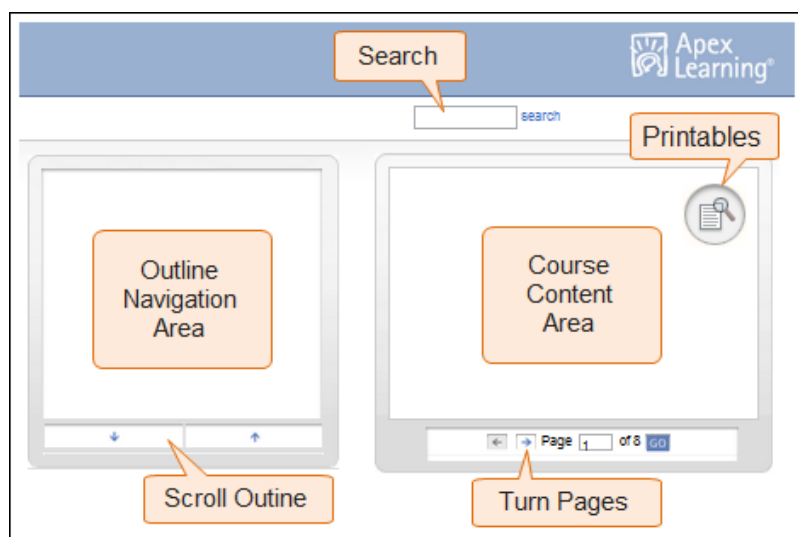 Search
Apex
Learning®
search
Printables
Outline
Navigation
Area
Course
Content
Area
Page 1 of 8 GO
Scroll Outine
Turn Pages